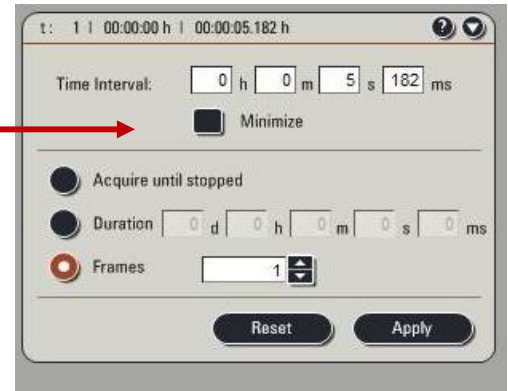 t: 1 | 00:00:00 h | 00:00:05.182 h ?
Time Interval: 0 h 0 m 5 s 182 ms
Minimize
Acquire until stopped
Duration 0 d 0 h 0 m 0 s 0 ms
Frames 1
Reset Apply